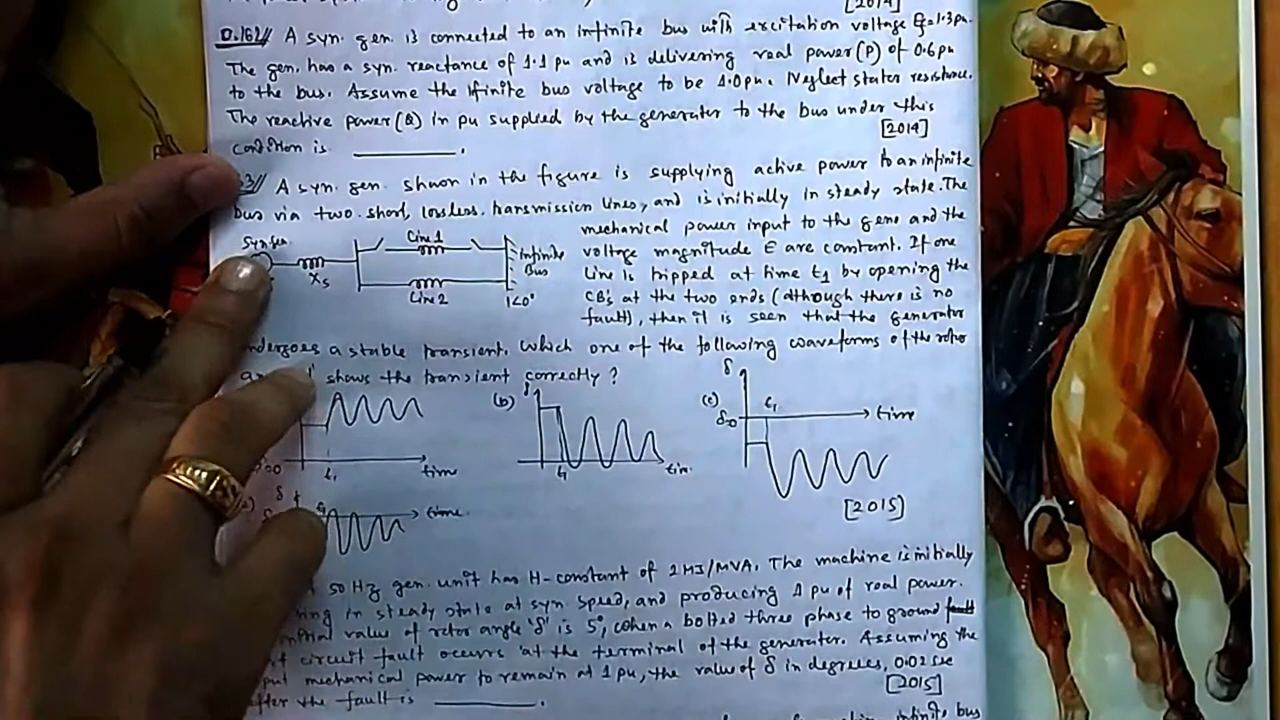 [2014]
Q.162// A syn. gen. is connected to an infinite bus with excitation voltage Ef=1.3pu.
The gen. has a syn. reactance of 1.1 pu and is delivering real power (P) of 0.6pu
to the bus. Assume the ifinite bus voltage to be 1.0pu. Neglect stator resistance.
The reactive power (Q) in pu supplied by the generator to the bus under this
condition is ________.
[2014]
3// A syn. gen. shwon in the figure is supplying active power to an infinite
bus via two short, lossless transmission lines, and is initially in steady state. The
mechanical power input to the gene and the
voltage magnitude E are constant. If one
line is tripped at time t1 by opening the
CB's at the two ends (although there is no
fault), then it is seen that the generator
Syn Gen.
Xs
Line 1
Line 2
Infinite
Bus
1∠0°
undergoes a stable transient. Which one of the following waveforms of the rotor
shows the transient correctly?
t1
time
(b)
δ
t1
time
(c)
δ
δ=0
t1
time
δ
time
[2015]
50 Hz gen. unit has H-constant of 2 MJ/MVA. The machine is initially
in steady state at syn speed, and producing 1 pu of real power.
initial value of rotor angle 'δ' is 5°, when a bolted three phase to ground fault
circuit fault occurs at the terminal of the generator. Assuming the
mechanical power to remain at 1 pu, the value of δ in degrees, 0.02 sec
after the fault is ________.
[2015]
machine infinite bus